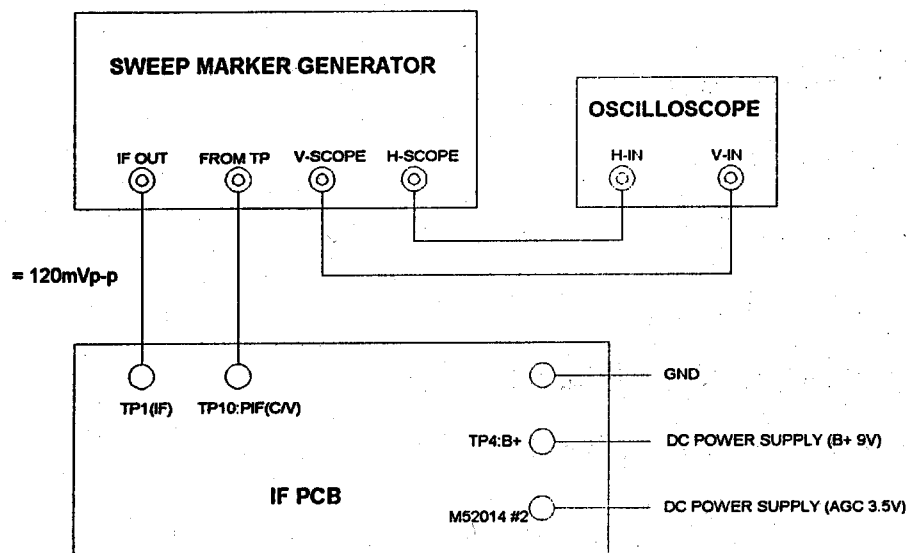 SWEEP MARKER GENERATOR
OSCILLOSCOPE
IF OUT
FROM TP
V-SCOPE
H-SCOPE
H-IN
V-IN
= 120mVp-p
TP1(IF)
TP10:PIF(C/V)
GND
TP4:B+
DC POWER SUPPLY (B+ 9V)
IF PCB
M52014 #2
DC POWER SUPPLY (AGC 3.5V)